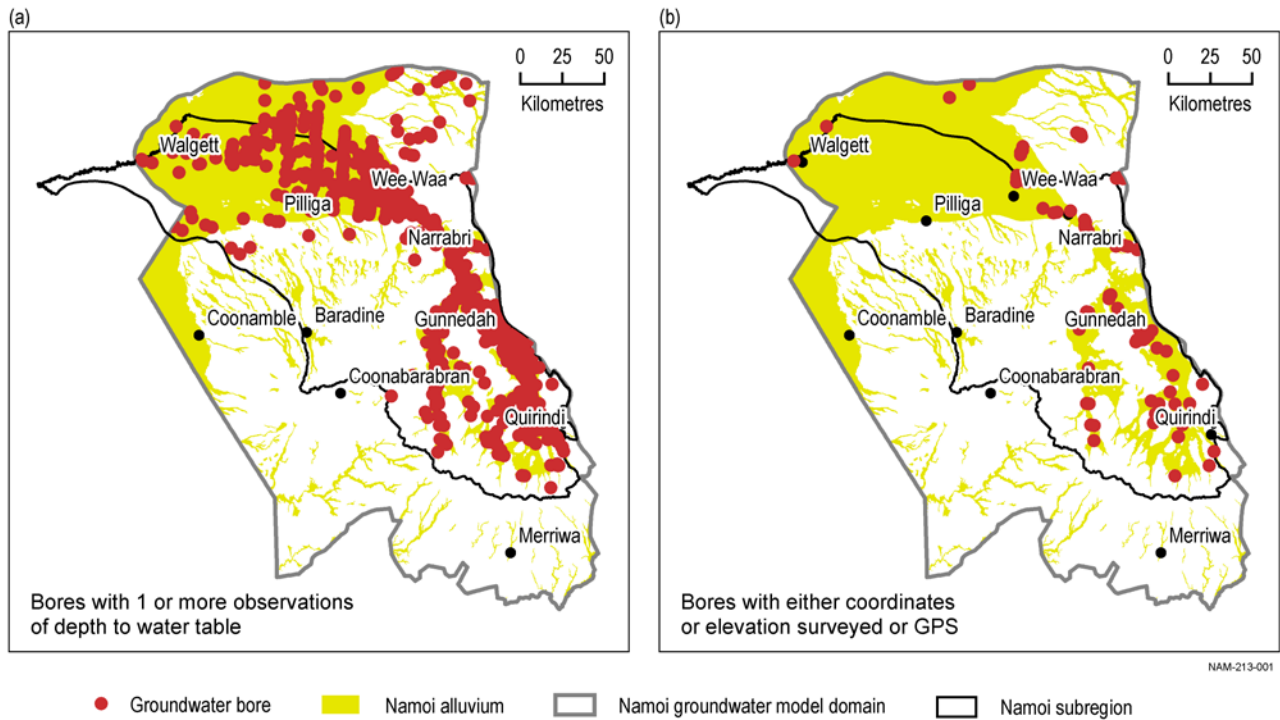 (a)
0 25 50
Kilometres
Walgett
Wee-Waa
Pilliga
Narrabri
Coonamble
Baradine
Gunnedah
Coonabarabran
Quirindi
Merriwa
Bores with 1 or more observations
of depth to water table
(b)
0 25 50
Kilometres
Walgett
Wee-Waa
Pilliga
Narrabri
Coonamble
Baradine
Gunnedah
Coonabarabran
Quirindi
Merriwa
Bores with either coordinates
or elevation surveyed or GPS
NAM-213-001
Groundwater bore
Namoi alluvium
Namoi groundwater model domain
Namoi subregion